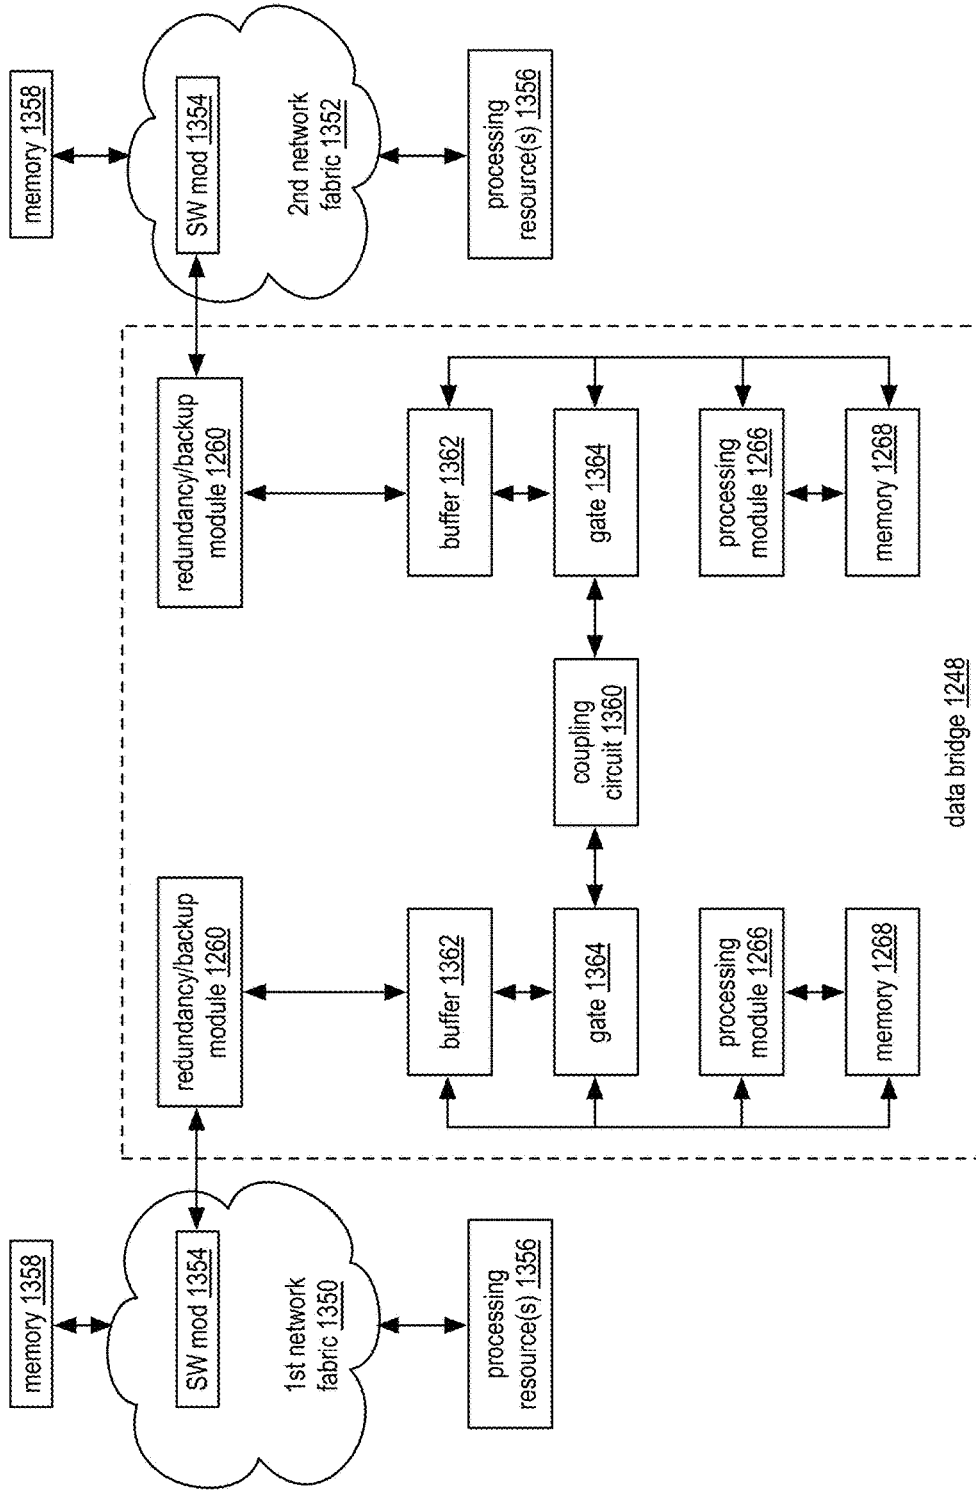 memory 1358
SW mod 1354
1st network
fabric 1350
processing
resource(s) 1356
redundancy/backup
module 1260
buffer 1362
gate 1364
processing
module 1266
memory 1268
coupling
circuit 1360
data bridge 1248
redundancy/backup
module 1260
buffer 1362
gate 1364
processing
module 1266
memory 1268
memory 1358
SW mod 1354
2nd network
fabric 1352
processing
resource(s) 1356